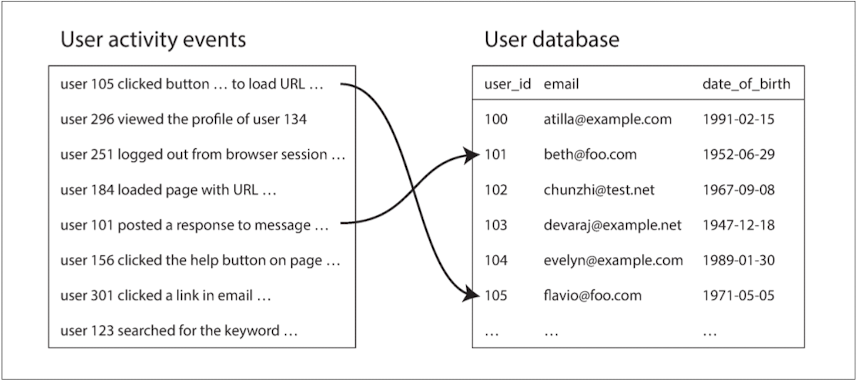 User activity events
user 105 clicked button … to load URL …
user 296 viewed the profile of user 134
user 251 logged out from browser session …
user 184 loaded page with URL …
user 101 posted a response to message …
user 156 clicked the help button on page …
user 301 clicked a link in email …
user 123 searched for the keyword …
User database
user_id email date_of_birth
100 atilla@example.com 1991-02-15
101 beth@foo.com 1952-06-29
102 chunzhi@test.net 1967-09-08
103 devaraj@example.net 1947-12-18
104 evelyn@example.com 1989-01-30
105 flavio@foo.com 1971-05-05
… … …